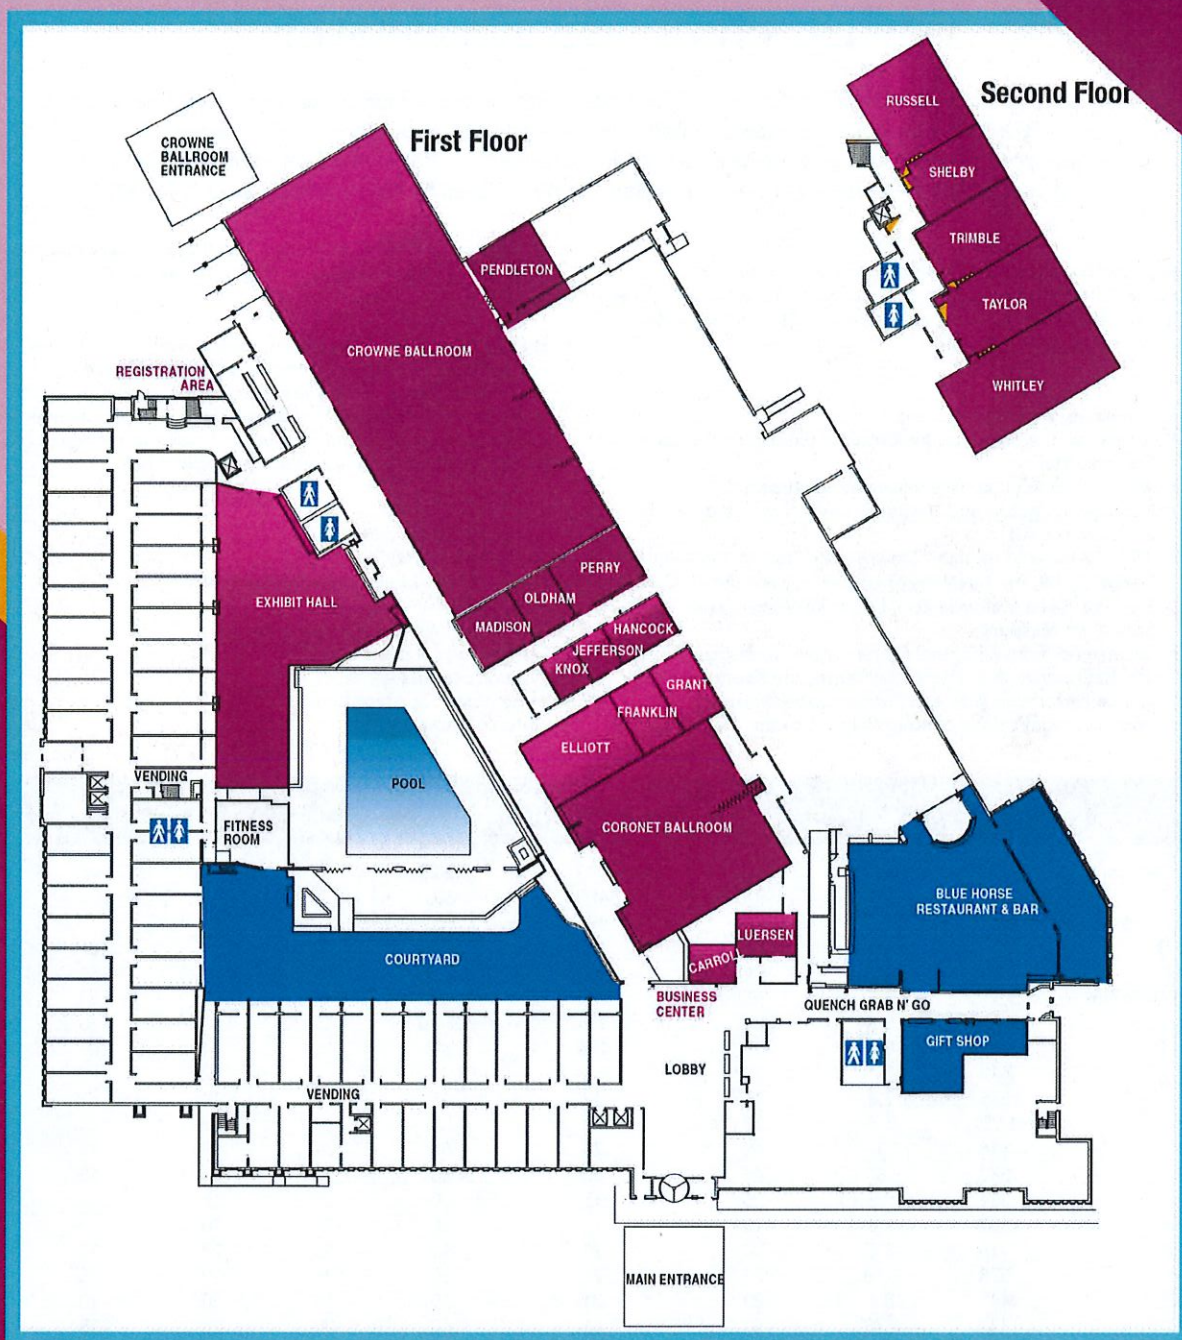 Second Floor
RUSSELL
SHELBY
TRIMBLE
TAYLOR
WHITLEY
First Floor
CROWNE
BALLROOM
ENTRANCE
PENDLETON
CROWNE BALLROOM
REGISTRATION
AREA
EXHIBIT HALL
PERRY
OLDHAM
MADISON
HANCOCK
JEFFERSON
KNOX
GRANT
FRANKLIN
ELLIOTT
CORONET BALLROOM
POOL
VENDING
FITNESS
ROOM
COURTYARD
LUERSEN
CARROLL
BUSINESS
CENTER
BLUE HORSE
RESTAURANT & BAR
QUENCH GRAB N' GO
GIFT SHOP
LOBBY
VENDING
MAIN ENTRANCE